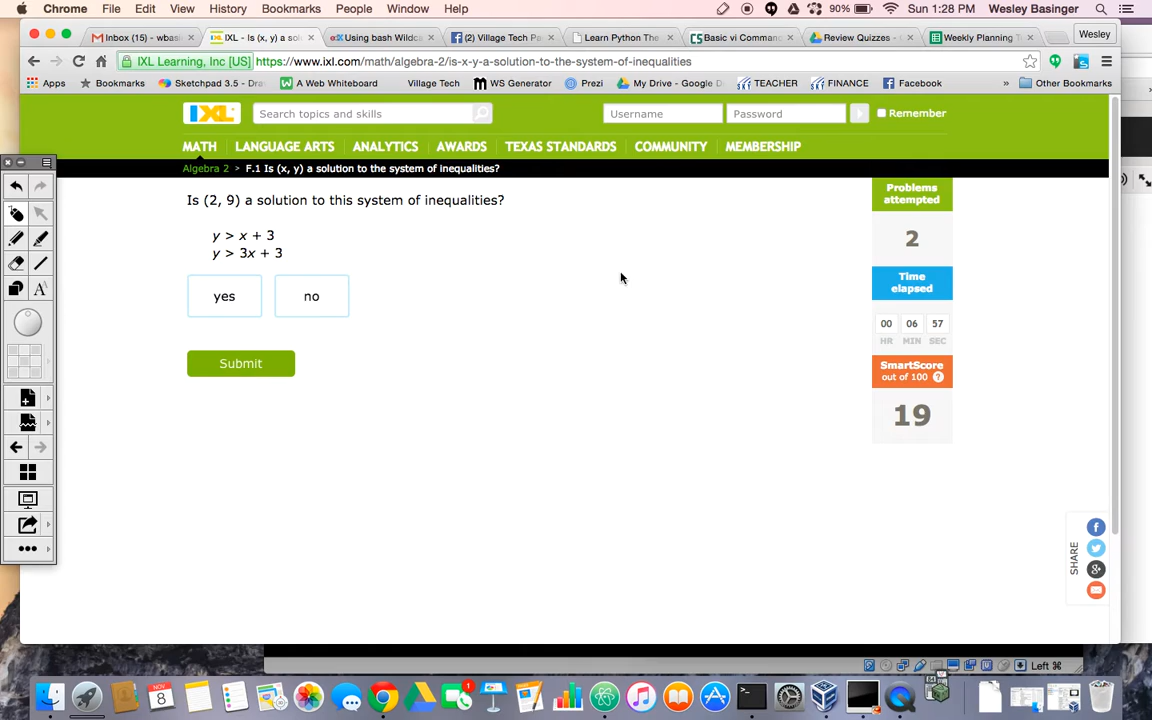 Chrome File Edit View History Bookmarks People Window Help 90% Sun 1:28 PM Wesley Basinger
Inbox (15) - wbasi IXL - Is (x, y) a solu Using bash Wildca (2) Village Tech Pa Learn Python The Basic vi Comman Review Quizzes - G Weekly Planning T Wesley
IXL Learning, Inc [US] https://www.ixl.com/math/algebra-2/is-x-y-a-solution-to-the-system-of-inequalities
Apps Bookmarks Sketchpad 3.5 - Dra A Web Whiteboard Village Tech WS Generator Prezi My Drive - Google D TEACHER FINANCE Facebook » Other Bookmarks
IXL Search topics and skills Username Password Remember
MATH LANGUAGE ARTS ANALYTICS AWARDS TEXAS STANDARDS COMMUNITY MEMBERSHIP
Algebra 2 > F.1 Is (x, y) a solution to the system of inequalities?
Is (2, 9) a solution to this system of inequalities?
y > x + 3
y > 3x + 3
yes no
Submit
Problems
attempted
2
Time
elapsed
00 06 57
HR MIN SEC
SmartScore
out of 100 ?
19
SHARE
Left ⌘